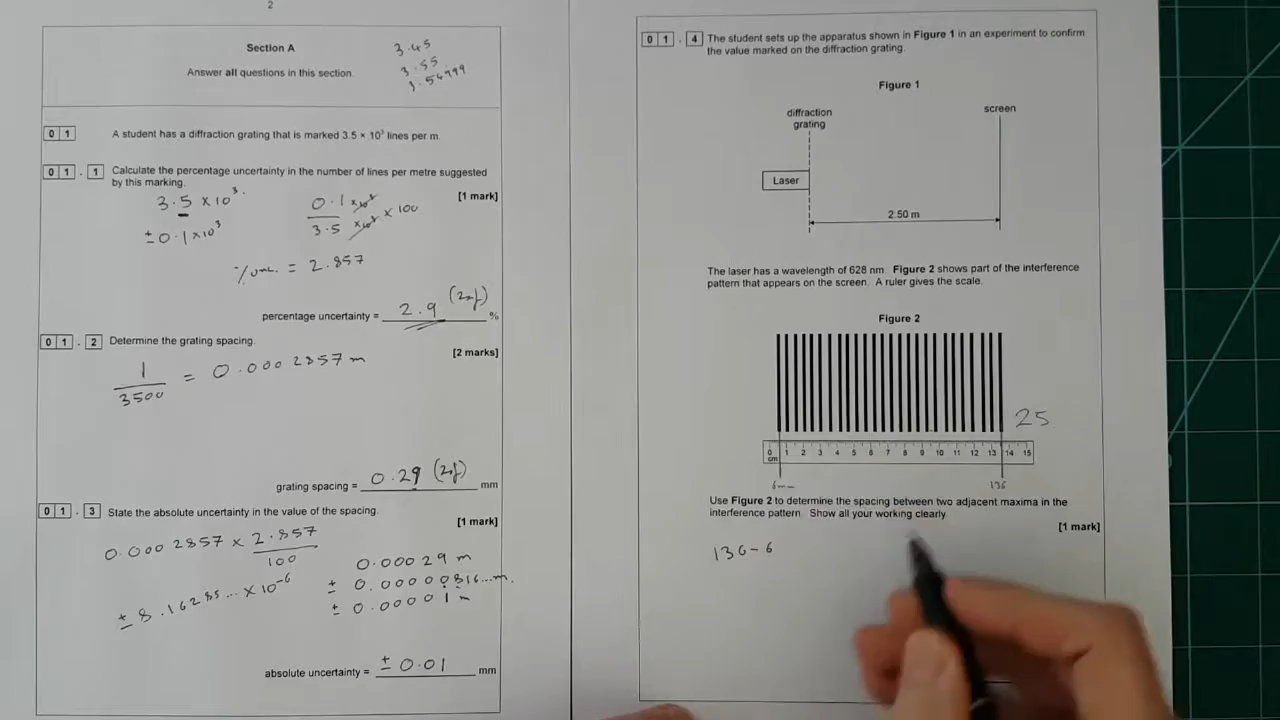 2
Section A
Answer all questions in this section.
3.45
3.55
3.54999
0 1
A student has a diffraction grating that is marked 3.5 × 10³ lines per m.
0 1 . 1 Calculate the percentage uncertainty in the number of lines per metre suggested
by this marking.
[1 mark]
3.5 × 10³.
± 0.1 × 10³
0.1 ×10³
3.5 ×10³ × 100
% unc. = 2.857
percentage uncertainty = 2.9 (2sf) %
0 1 . 2 Determine the grating spacing.
[2 marks]
1
3500
= 0.0002857 m
grating spacing = 0.29 (2sf) mm
0 1 . 3 State the absolute uncertainty in the value of the spacing.
[1 mark]
0.0002857 × 2.857
100
± 8.16285... × 10⁻⁶
0.00029 m
± 0.00000816... m.
± 0.00001 m
absolute uncertainty = ± 0.01 mm
0 1 . 4 The student sets up the apparatus shown in Figure 1 in an experiment to confirm
the value marked on the diffraction grating.
Figure 1
diffraction
grating
screen
Laser
2.50 m
The laser has a wavelength of 628 nm. Figure 2 shows part of the interference
pattern that appears on the screen. A ruler gives the scale.
Figure 2
25
0 1 2 3 4 5 6 7 8 9 10 11 12 13 14 15
cm
6mm
136
Use Figure 2 to determine the spacing between two adjacent maxima in the
interference pattern. Show all your working clearly.
[1 mark]
136 - 6